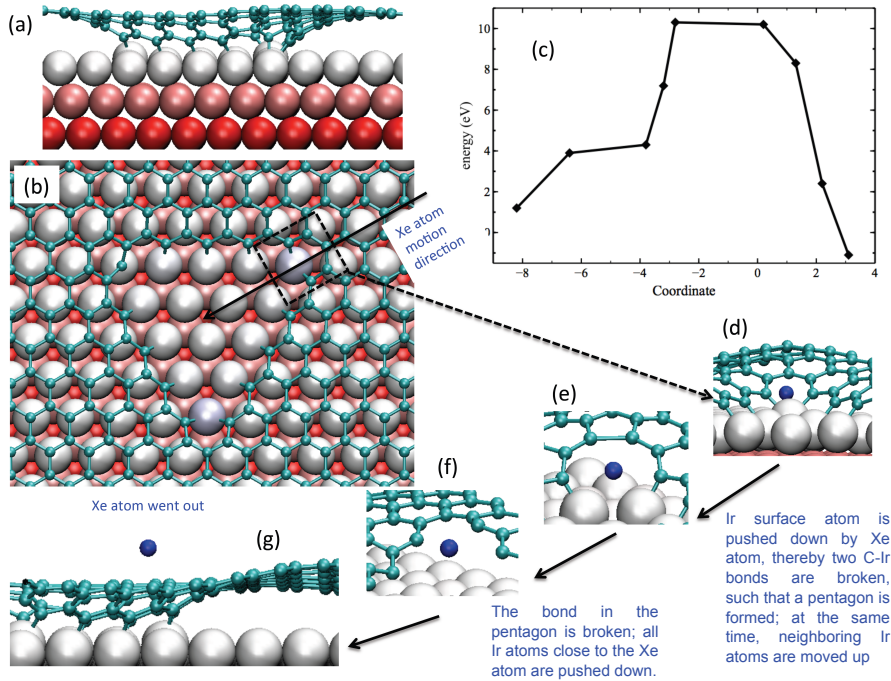 (a)
(b)
Xe atom
motion
direction
(c)
energy (eV)
10
8
6
4
12
)
−8
−6
−4
−2
0
2
4
Coordinate
(d)
(e)
(f)
Xe atom went out
(g)
Ir surface atom is
pushed down by Xe
atom, thereby two C-Ir
bonds are broken,
such that a pentagon is
formed; at the same
time, neighboring Ir
atoms are moved up
The bond in the
pentagon is broken; all
Ir atoms close to the Xe
atom are pushed down.